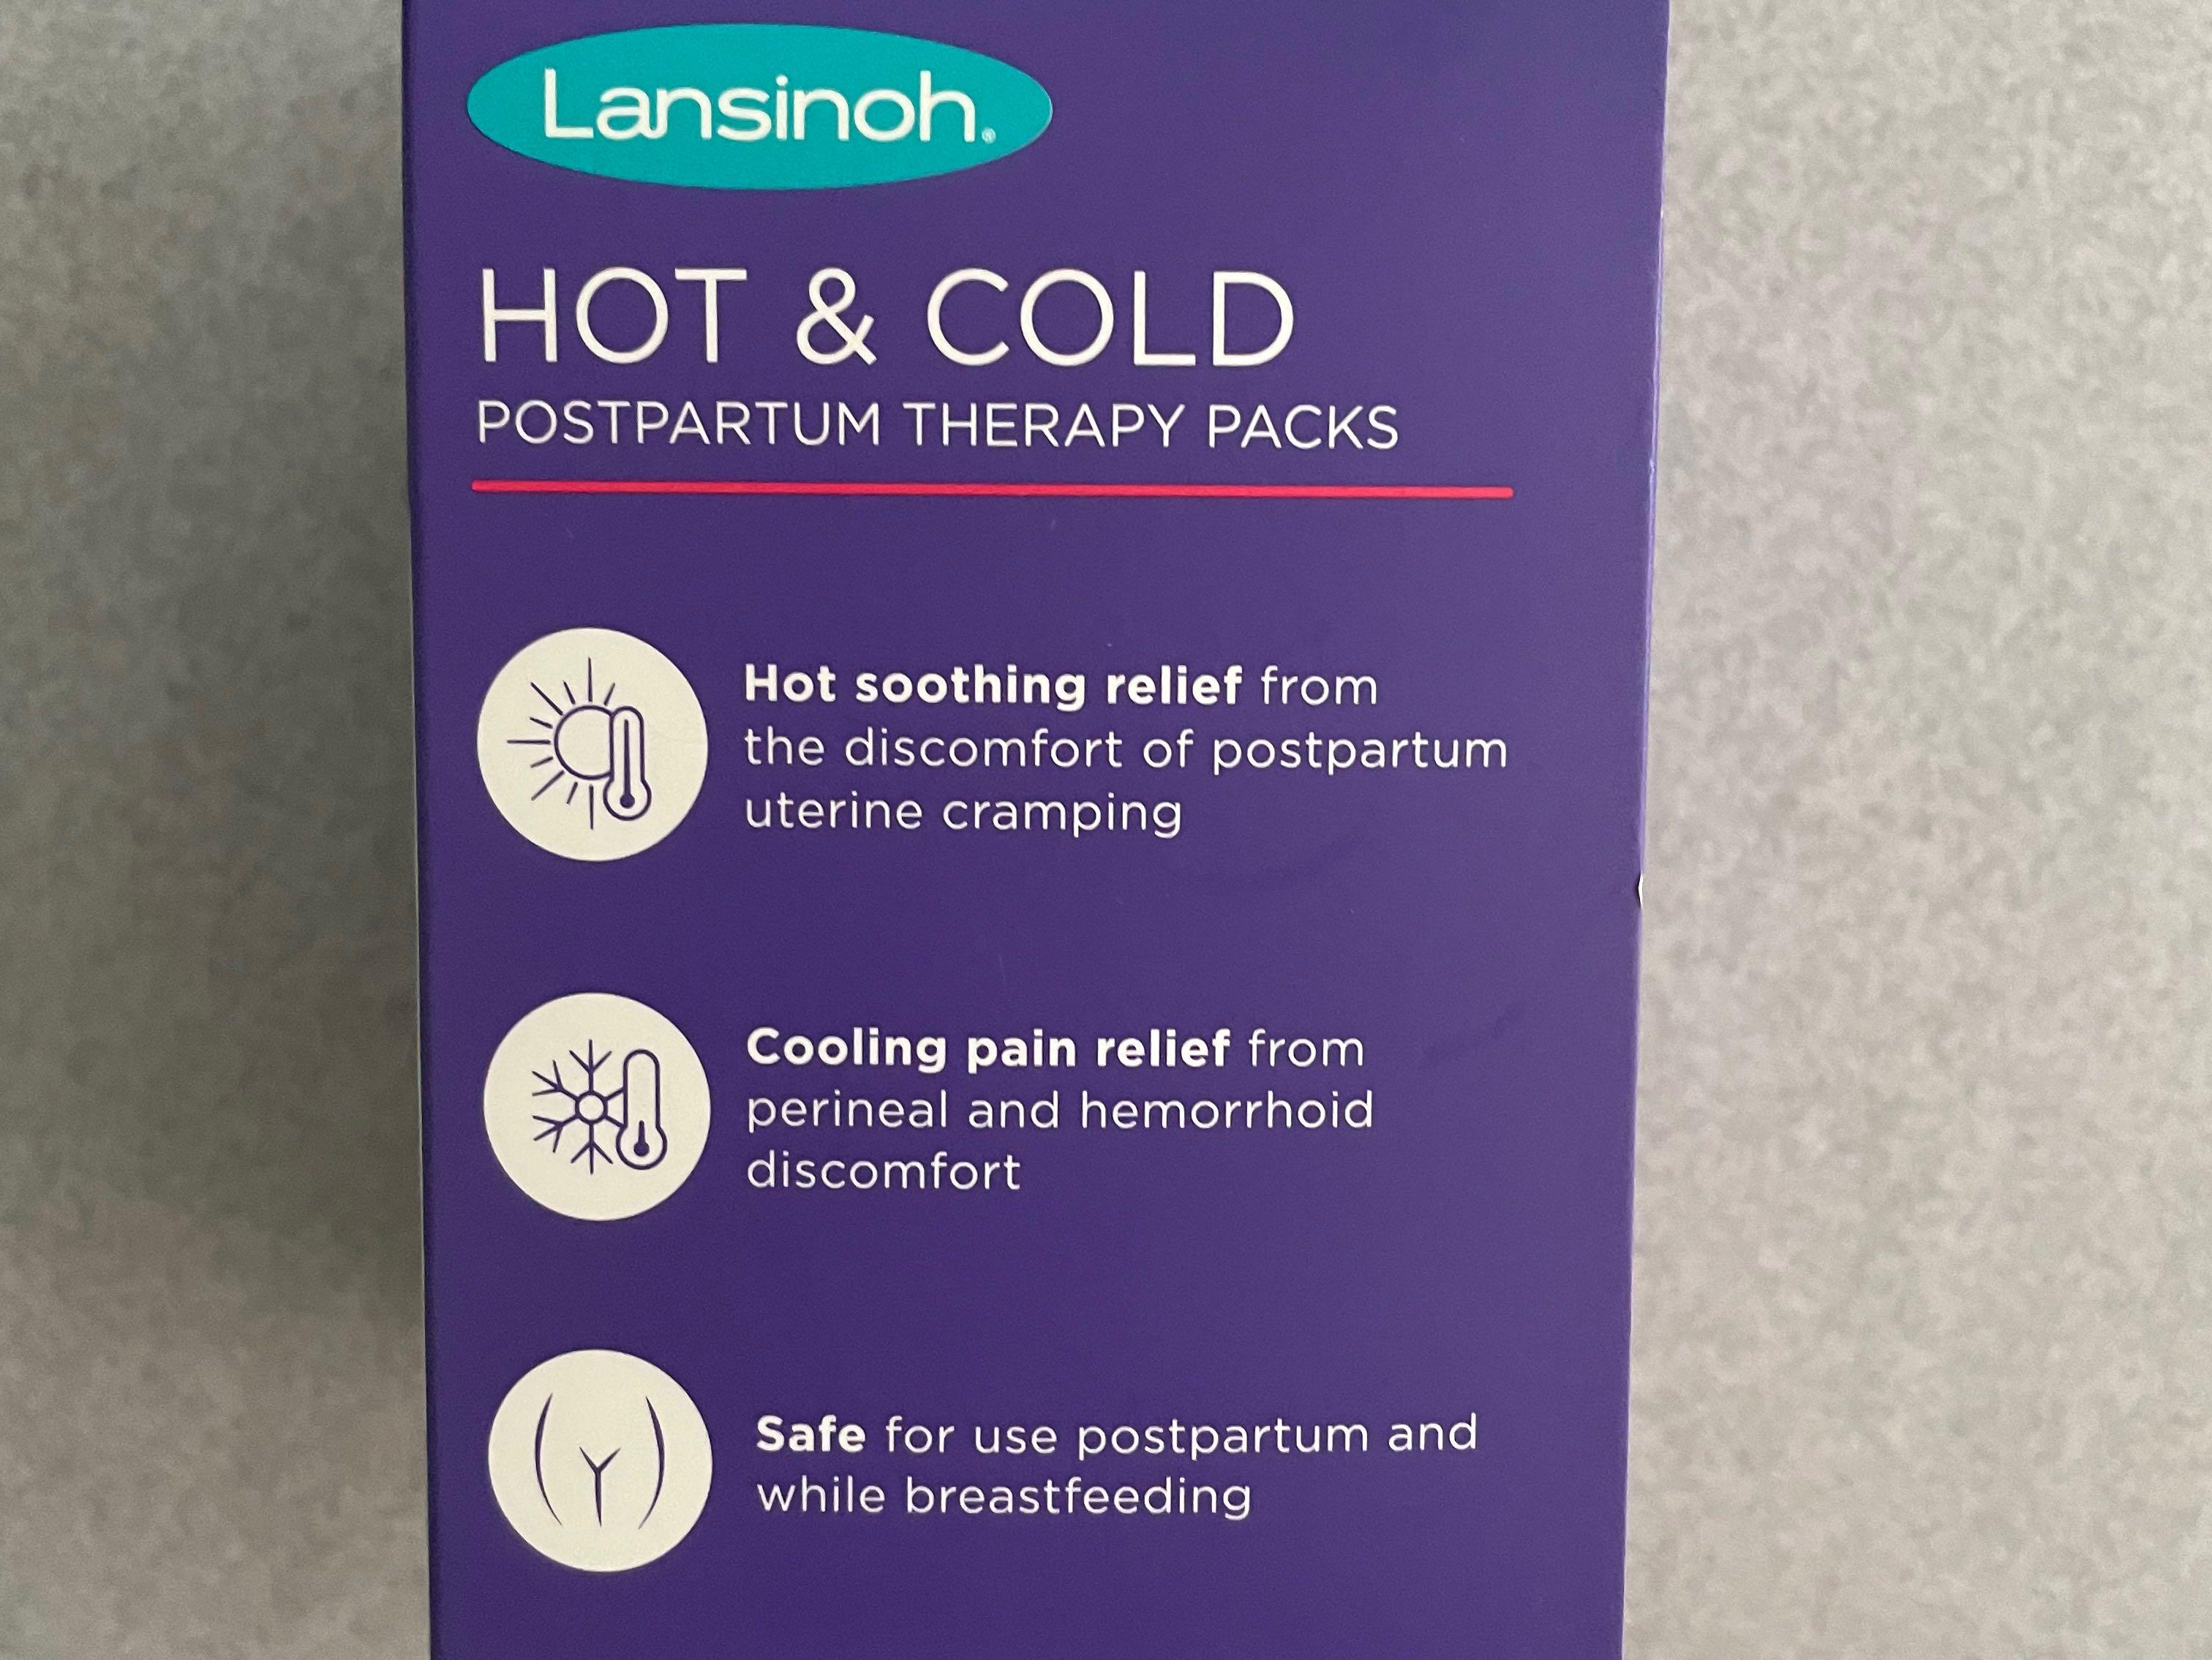 Lansinoh®
HOT & COLD
POSTPARTUM THERAPY PACKS
Hot soothing relief from
the discomfort of postpartum
uterine cramping
Cooling pain relief from
perineal and hemorrhoid
discomfort
Safe for use postpartum and
while breastfeeding